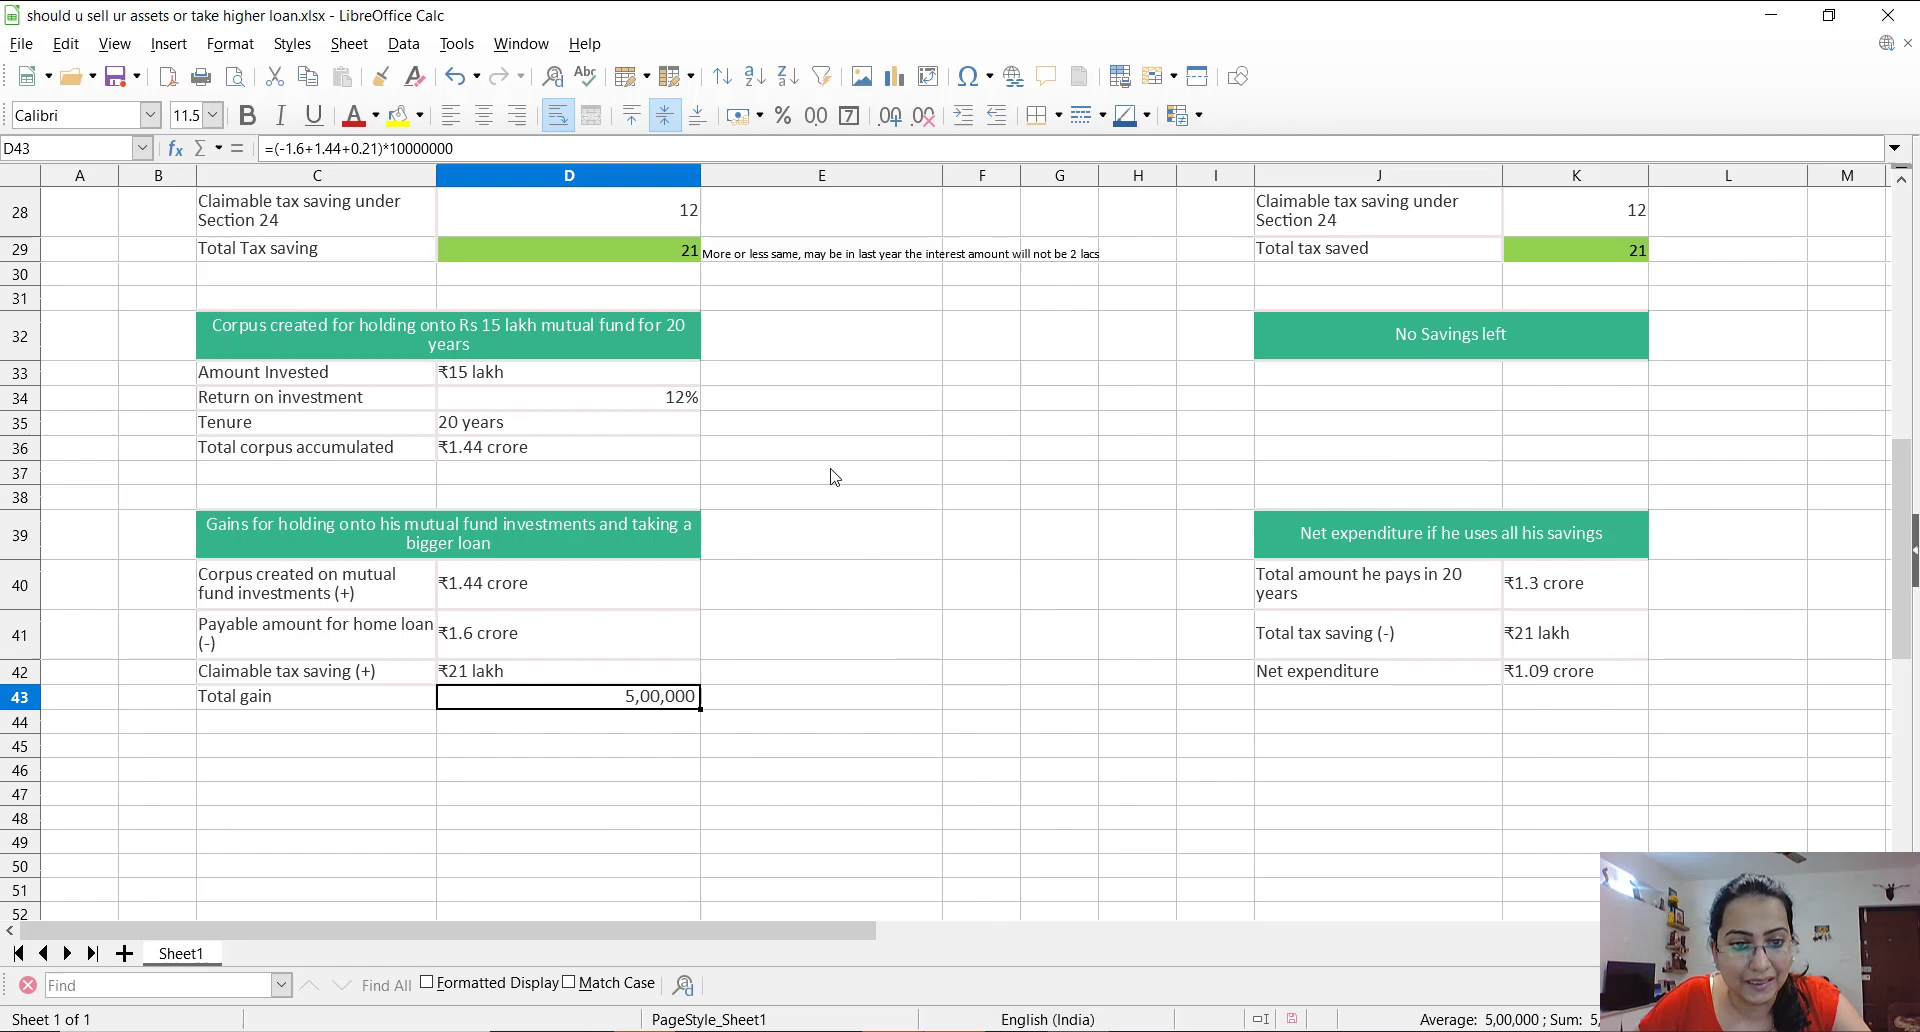 should u sell ur assets or take higher loan.xlsx - LibreOffice Calc
File Edit View Insert Format Styles Sheet Data Tools Window Help
Calibri 11.5
D43 =(-1.6+1.44+0.21)*10000000
A B C D E F G H I J K L M
28 Claimable tax saving under 12 Claimable tax saving under 12
Section 24 Section 24
29 Total Tax saving 21 More or less same, may be in last year the interest amount will not be 2 lacs Total tax saved 21
30
31
32 Corpus created for holding onto Rs 15 lakh mutual fund for 20 No Savings left
years
33 Amount Invested ₹15 lakh
34 Return on investment 12%
35 Tenure 20 years
36 Total corpus accumulated ₹1.44 crore
37
38
39 Gains for holding onto his mutual fund investments and taking a Net expenditure if he uses all his savings
bigger loan
40 Corpus created on mutual ₹1.44 crore Total amount he pays in 20 ₹1.3 crore
fund investments (+) years
41 Payable amount for home loan ₹1.6 crore Total tax saving (-) ₹21 lakh
(-)
42 Claimable tax saving (+) ₹21 lakh Net expenditure ₹1.09 crore
43 Total gain 5,00,000
44
45
46
47
48
49
50
51
52
Sheet1
Find Find All Formatted Display Match Case
Sheet 1 of 1 PageStyle_Sheet1 English (India) Average: 5,00,000 ; Sum: 5,